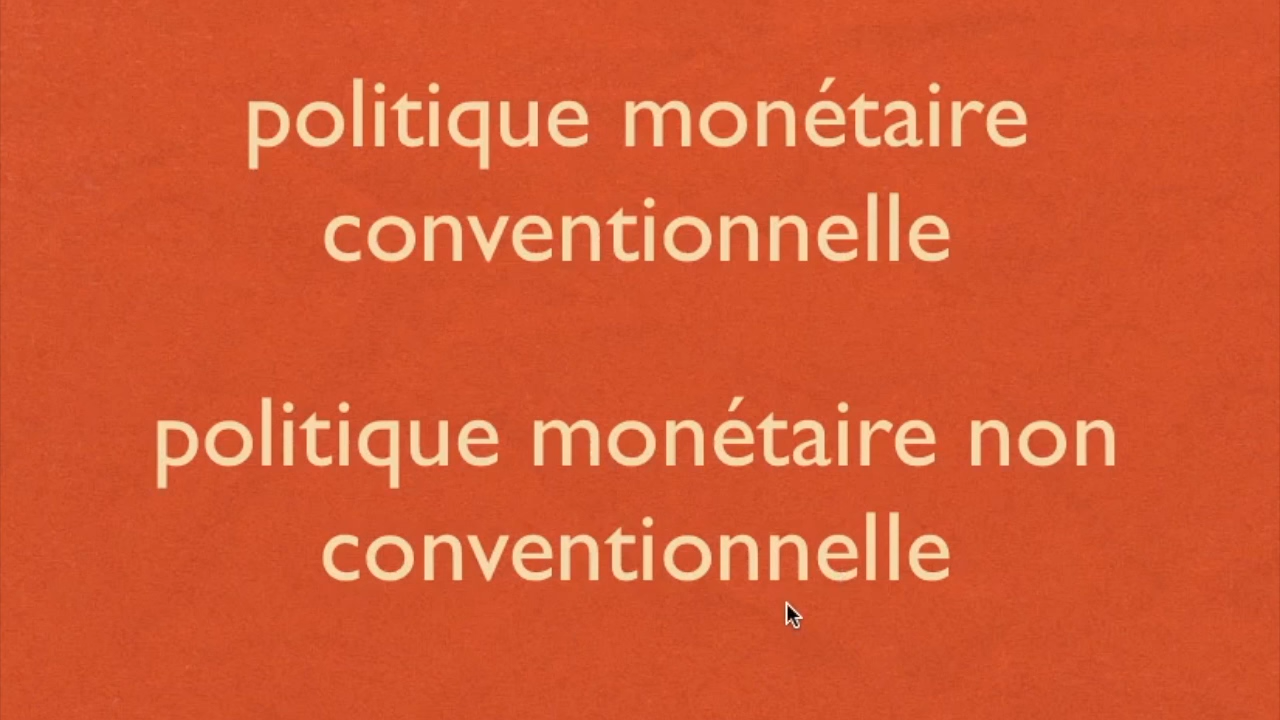 politique monétaire
conventionnelle
politique monétaire non
conventionnelle